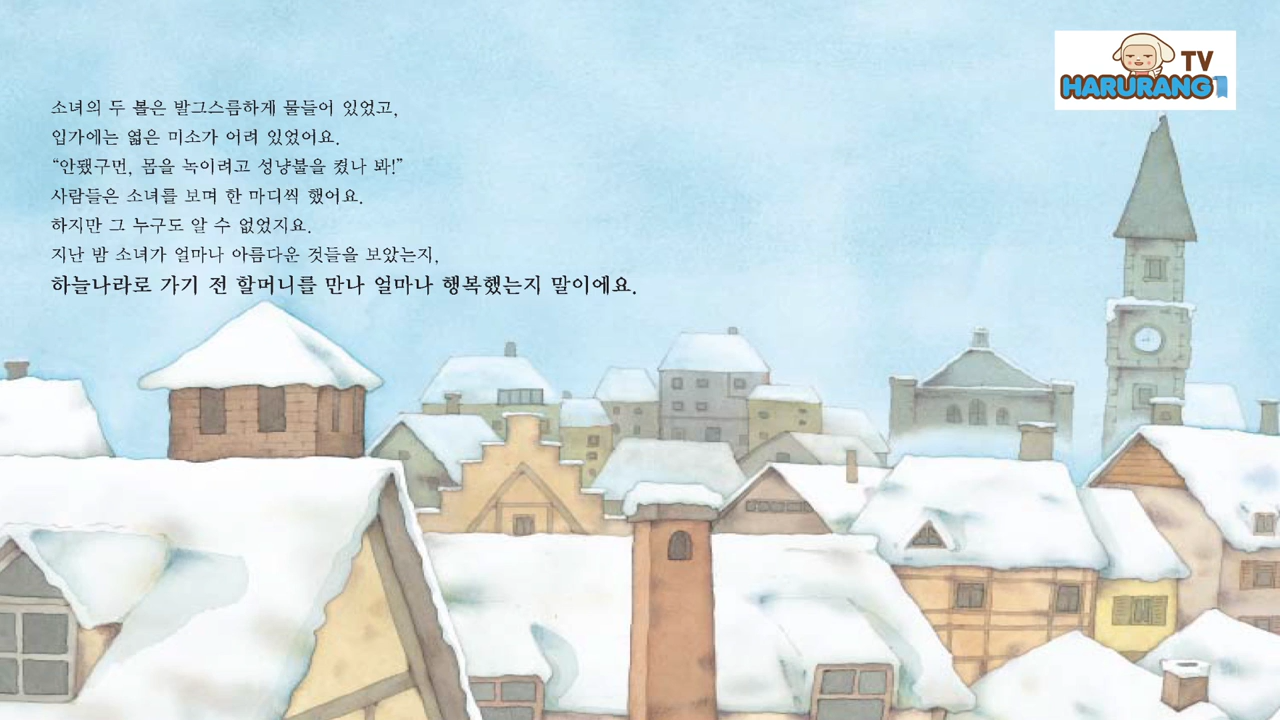 소녀의 두 볼은 발그스름하게 물들어 있었고,
입가에는 엷은 미소가 어려 있었어요.
“안됐구먼, 몸을 녹이려고 성냥불을 켰나 봐!”
사람들은 소녀를 보며 한 마디씩 했어요.
하지만 그 누구도 알 수 없었지요.
지난 밤 소녀가 얼마나 아름다운 것들을 보았는지,
하늘나라로 가기 전 할머니를 만나 얼마나 행복했는지 말이에요.
TV
HARURANG